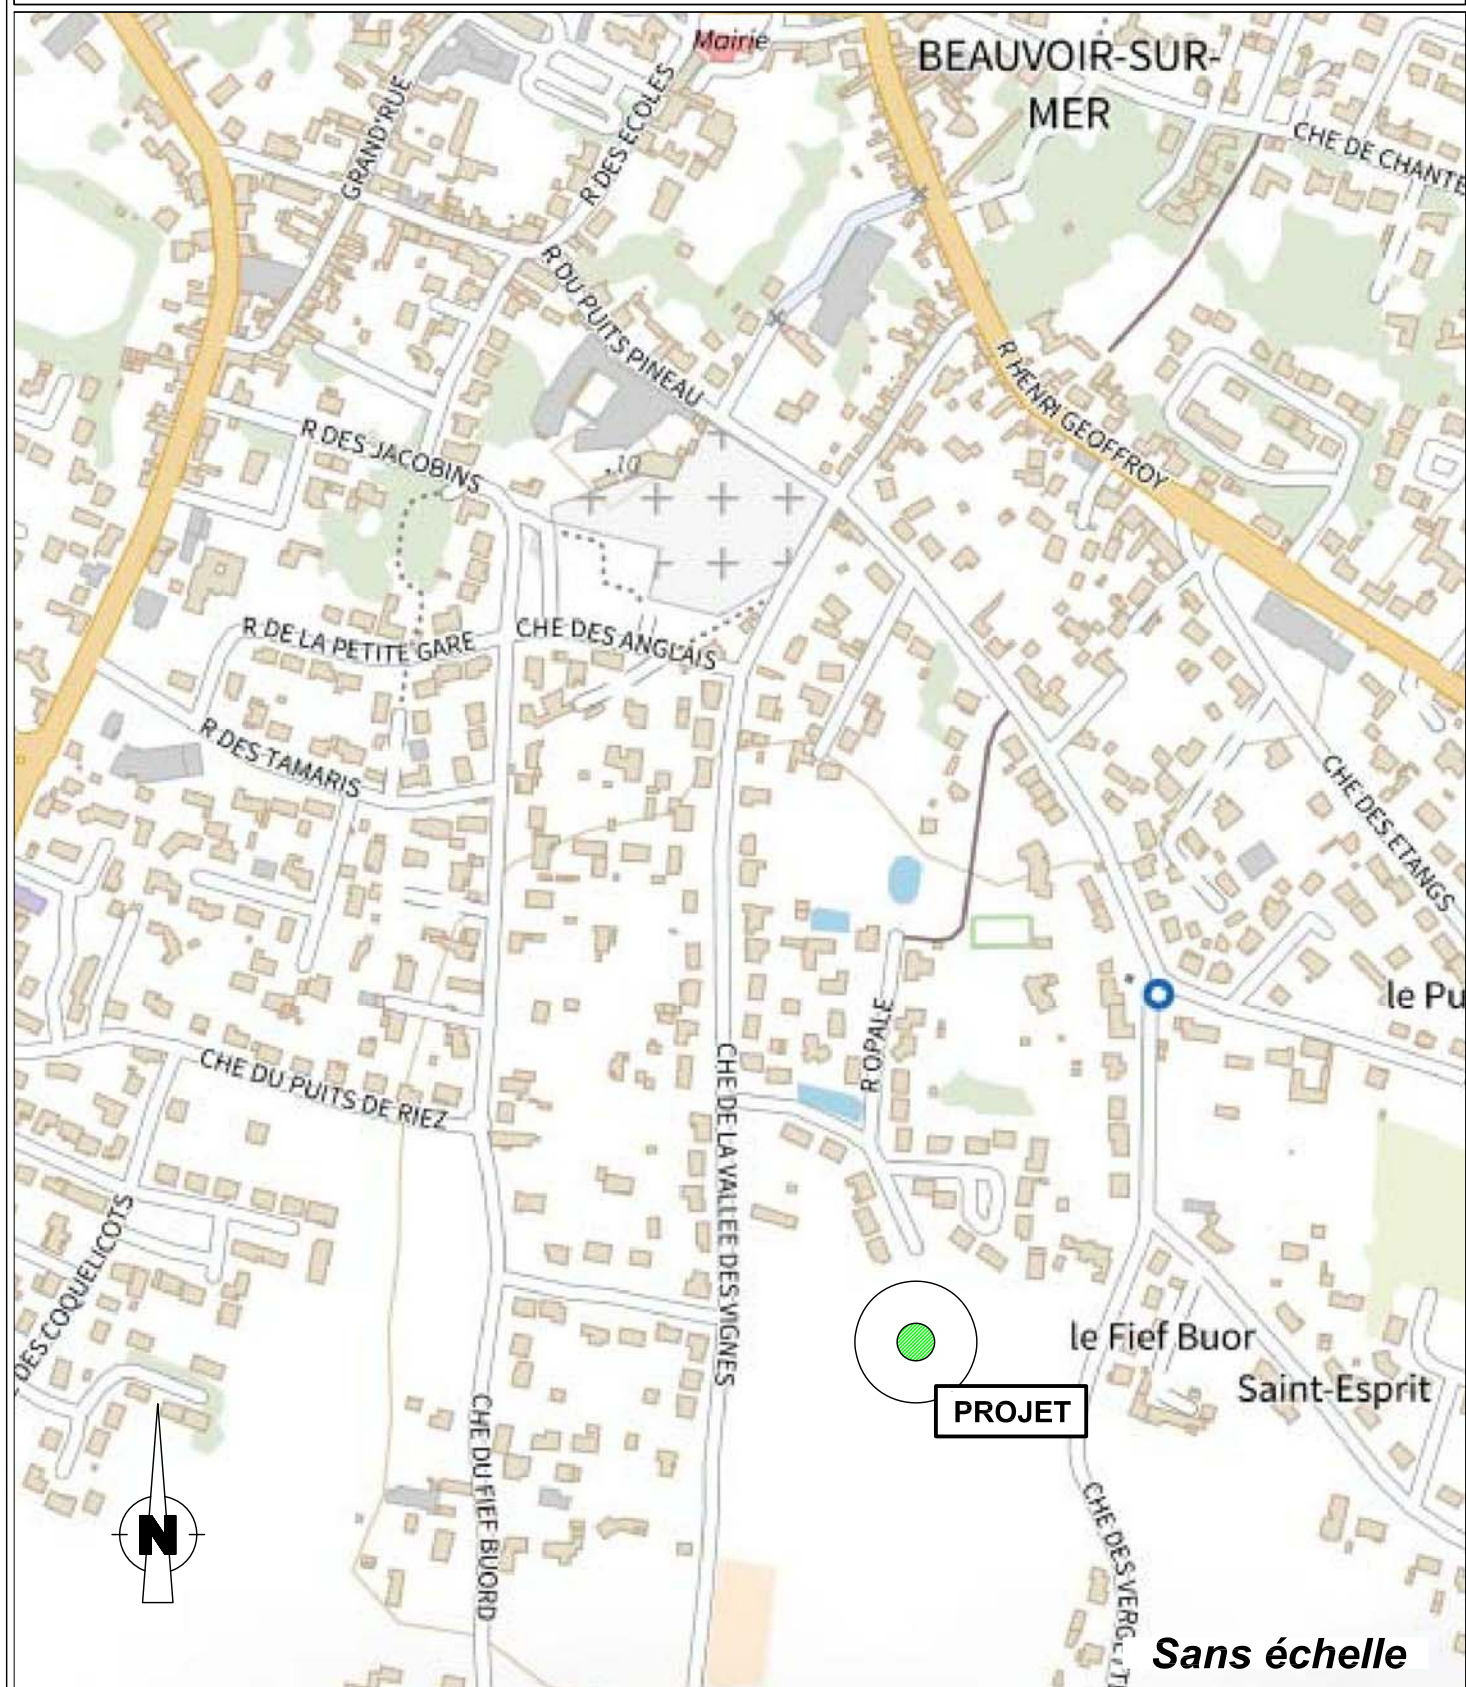 Mairie
BEAUVOIR-SUR-
MER
GRAND'RUE
R DES ECOLES
CHE DE CHANTE
R DU PUITS PINEAU
R HENRI GEOFFROY
R DES JACOBINS
.10
R DE LA PETITE GARE
CHE DES ANGLAIS
R DES TAMARIS
CHE DES ETANGS
le Pu
R OPALE
CHE DU PUITS DE RIEZ
CHE DE LA VALLEE DES VIGNES
DES COQUELICOTS
le Fief Buor
Saint-Esprit
PROJET
CHE DU FIEF BUORD
N
CHE DES VERG
Sans échelle